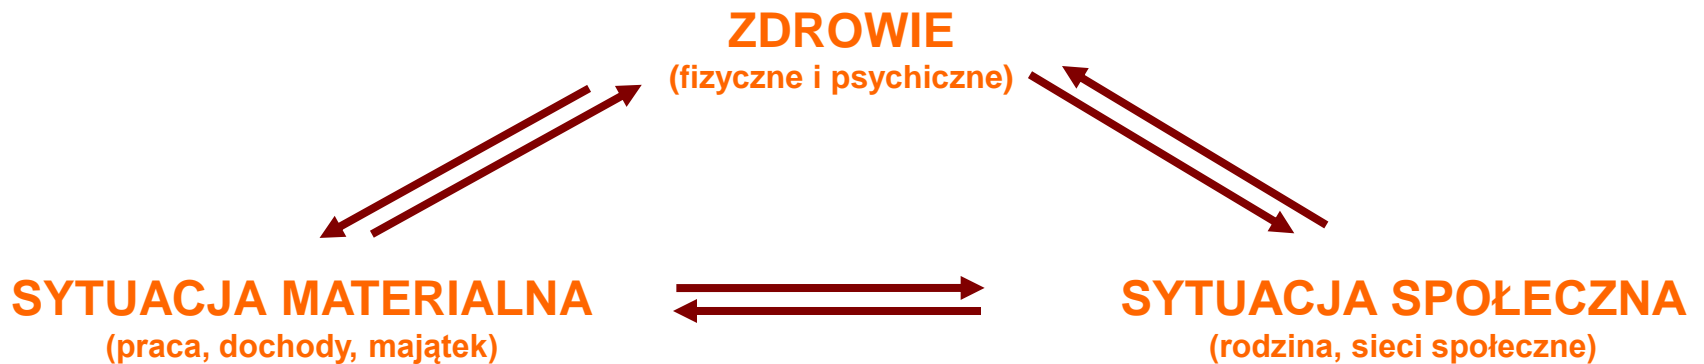 ZDROWIE
(fizyczne i psychiczne)
SYTUACJA MATERIALNA
(praca, dochody, majątek)
SYTUACJA SPOŁECZNA
(rodzina, sieci społeczne)